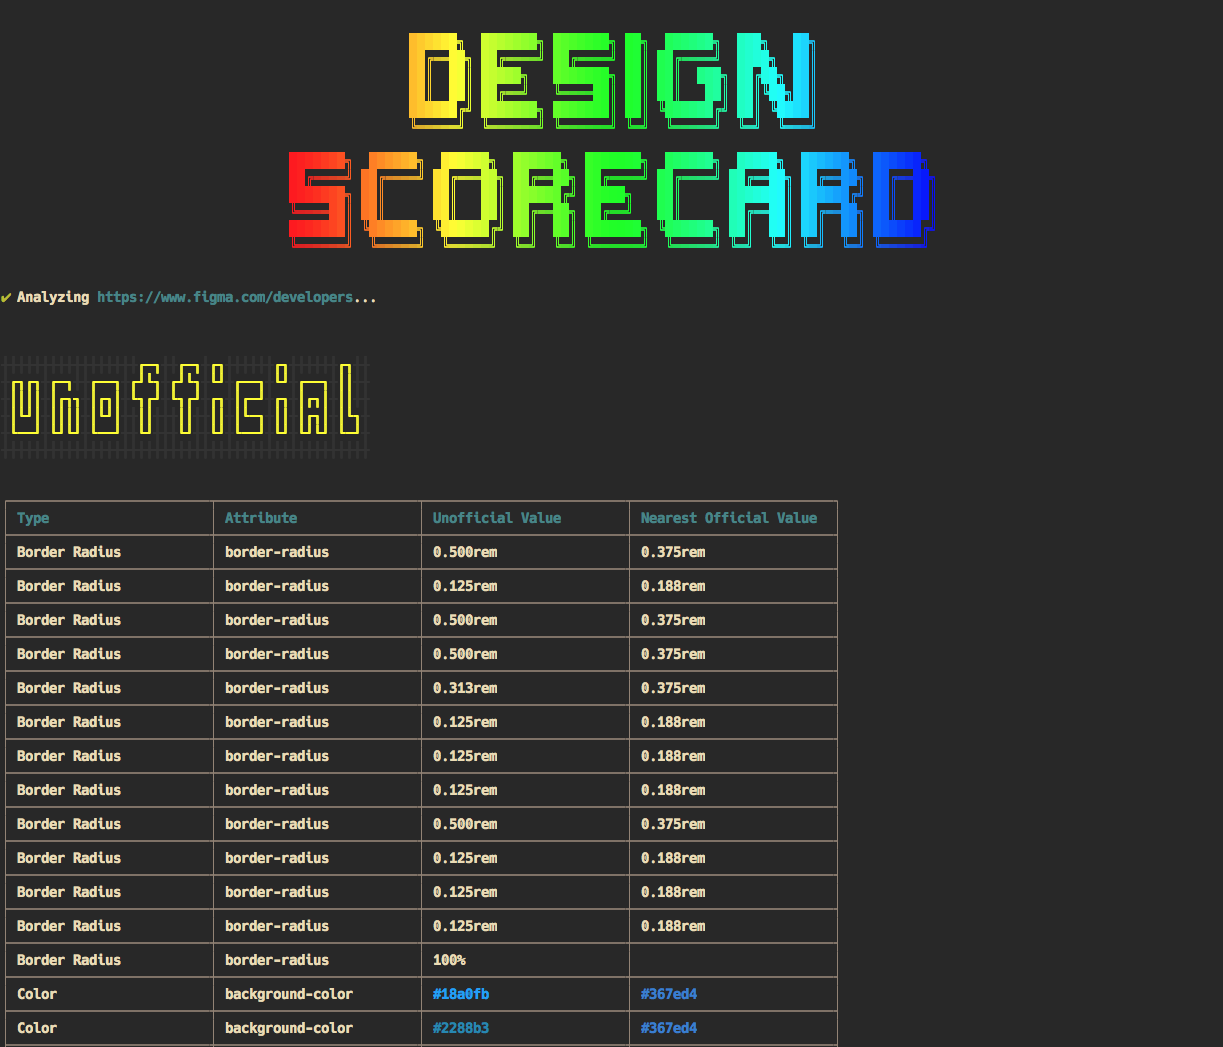 DESIGN
SCORECARD
✔ Analyzing https://www.figma.com/developers...
unofficial
Type Attribute Unofficial Value Nearest Official Value
Border Radius border-radius 0.500rem 0.375rem
Border Radius border-radius 0.125rem 0.188rem
Border Radius border-radius 0.500rem 0.375rem
Border Radius border-radius 0.500rem 0.375rem
Border Radius border-radius 0.313rem 0.375rem
Border Radius border-radius 0.125rem 0.188rem
Border Radius border-radius 0.125rem 0.188rem
Border Radius border-radius 0.125rem 0.188rem
Border Radius border-radius 0.500rem 0.375rem
Border Radius border-radius 0.125rem 0.188rem
Border Radius border-radius 0.125rem 0.188rem
Border Radius border-radius 0.125rem 0.188rem
Border Radius border-radius 100%
Color background-color #18a0fb #367ed4
Color background-color #2288b3 #367ed4